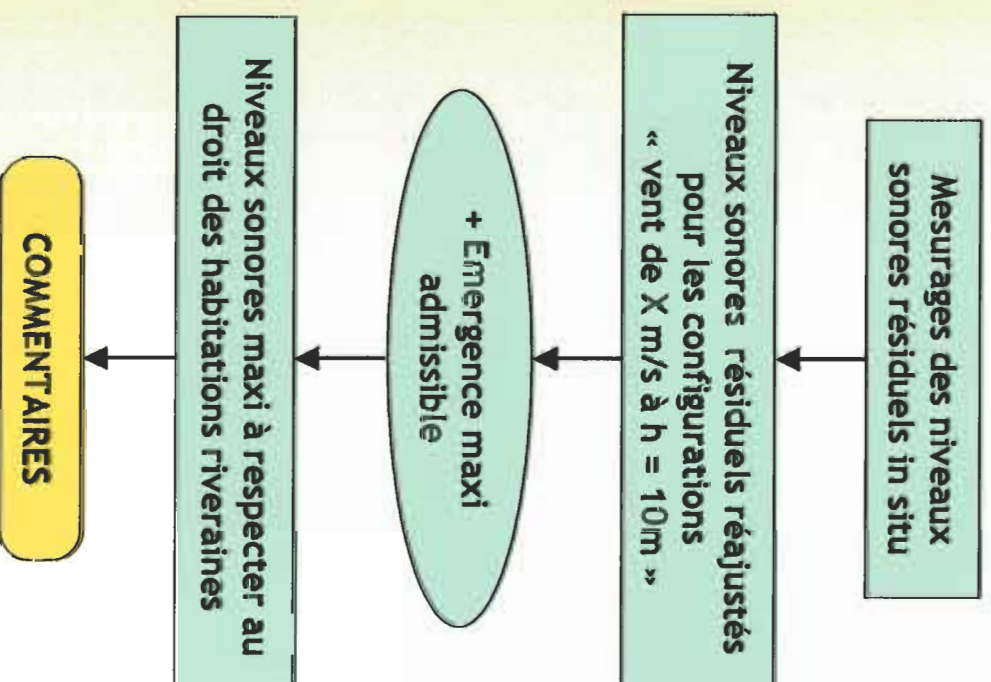 Mesurages des niveaux
sonores résiduels in situ
Niveaux sonores résiduels réajustés
pour les configurations
« vent de X m/s à h = 10m »
+ Emergence maxi
admissible
Niveaux sonores maxi à respecter au
droit des habitations riveraines
COMMENTAIRES